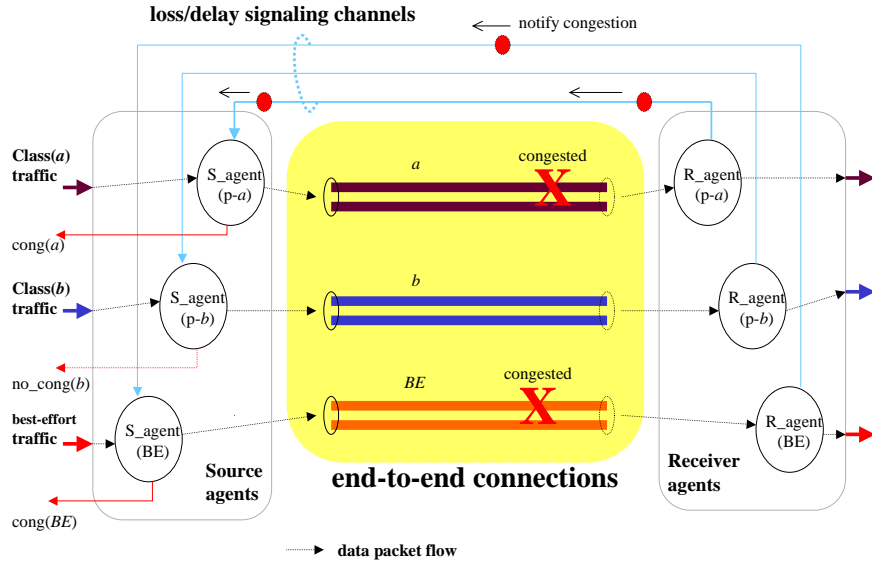 loss/delay signaling channels
notify congestion
Class(a)
traffic
S_agent
(p-a)
a
congested
X
R_agent
(p-a)
cong(a)
Class(b)
traffic
S_agent
(p-b)
b
R_agent
(p-b)
no_cong(b)
BE
congested
X
best-effort
traffic
S_agent
(BE)
R_agent
(BE)
Source
agents
end-to-end connections
Receiver
agents
cong(BE)
data packet flow